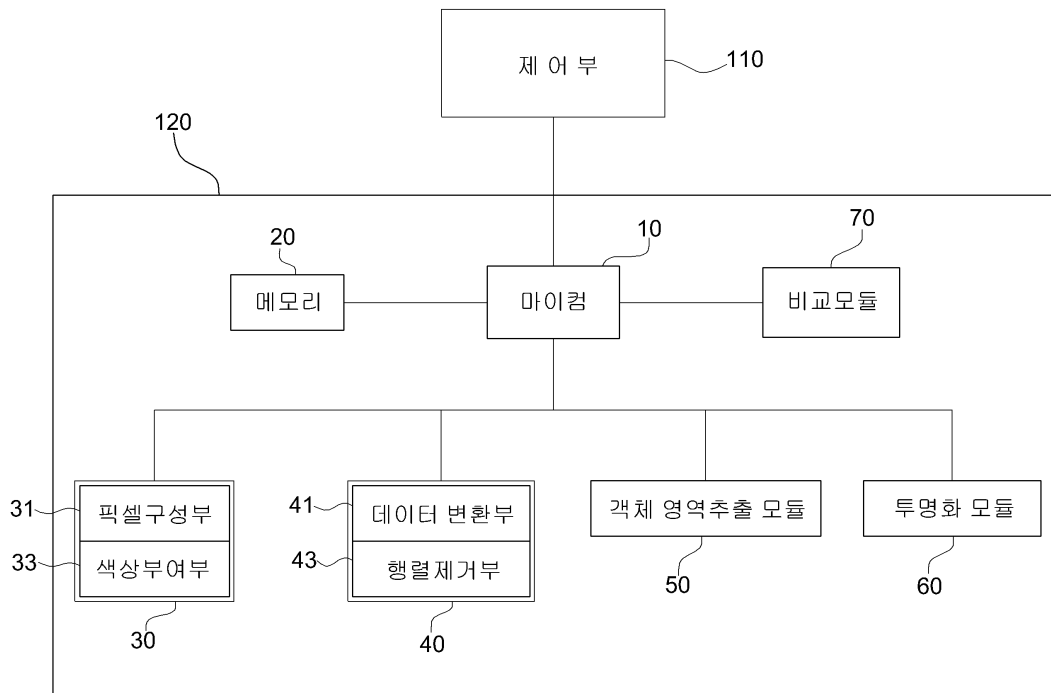 제 어 부
110
120
20
10
70
메모리
마이컴
비교모듈
31
픽셀구성부
41
데이터 변환부
객체 영역추출 모듈
투명화 모듈
33
색상부여부
43
행렬제거부
50
60
30
40